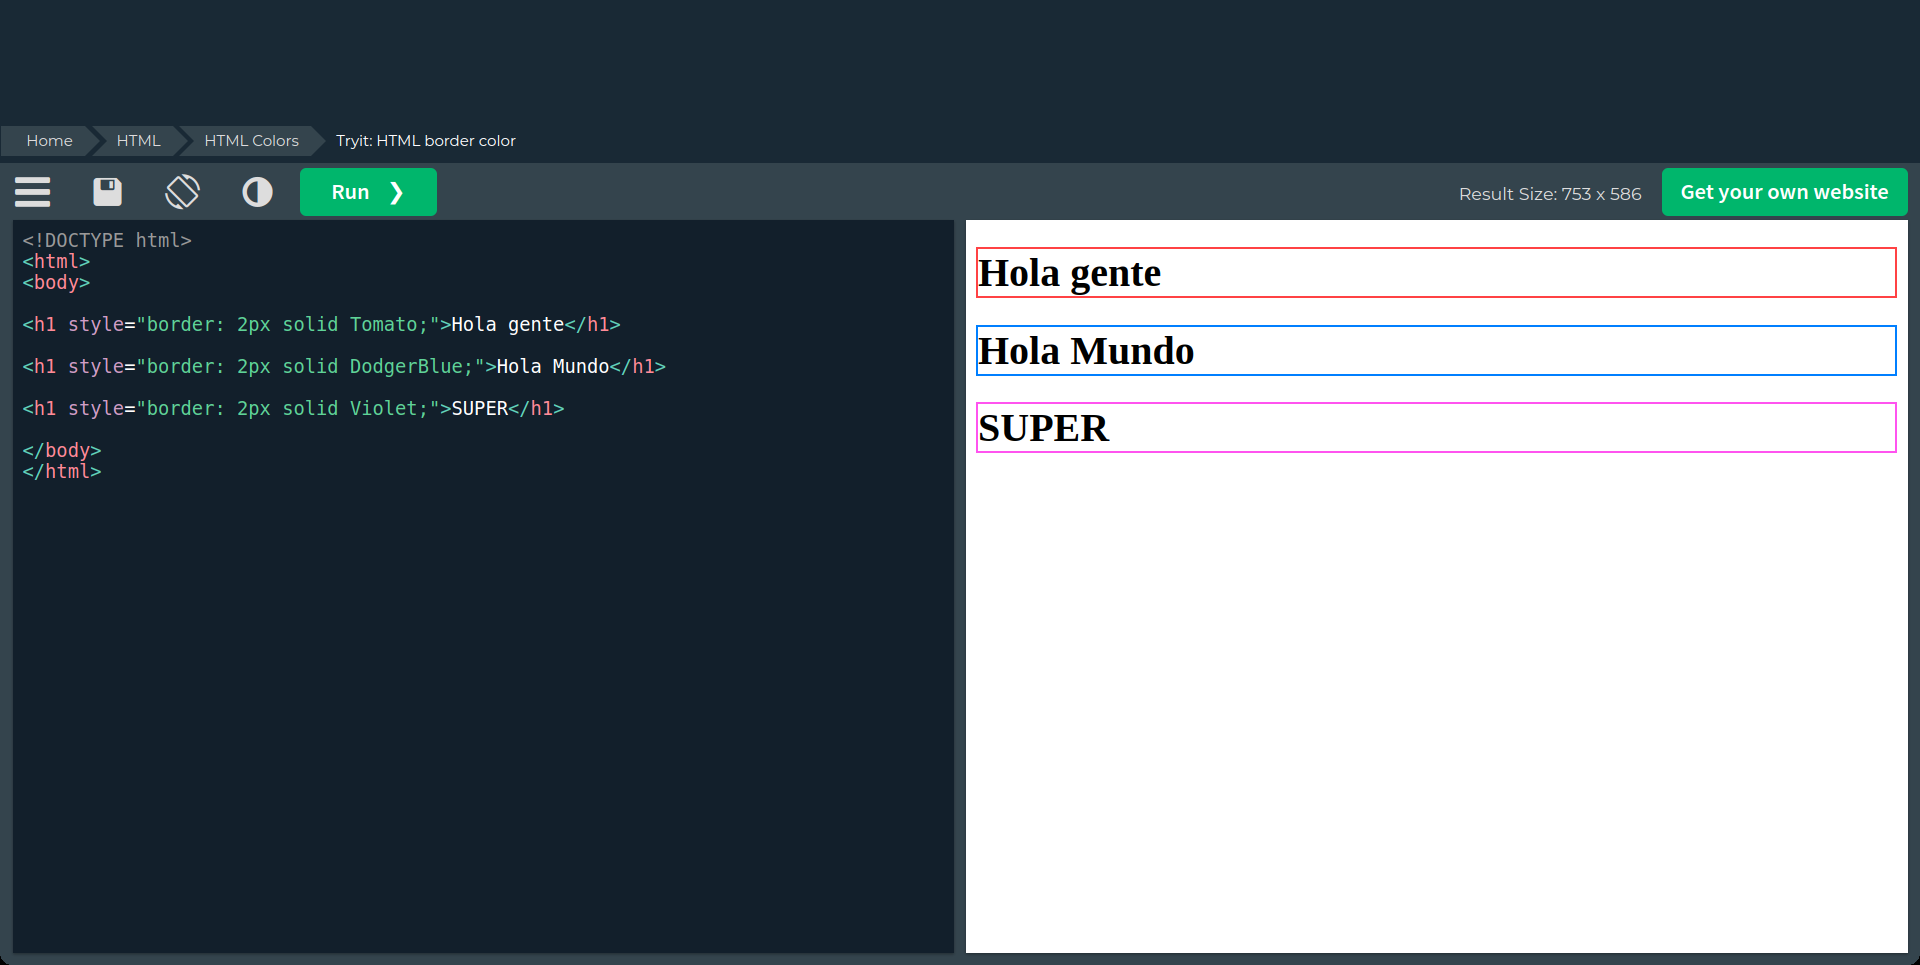 Home HTML HTML Colors Tryit: HTML border color
Run ❯ Result Size: 753 x 586 Get your own website
<!DOCTYPE html>
<html>
<body>
<h1 style="border: 2px solid Tomato;">Hola gente</h1>
<h1 style="border: 2px solid DodgerBlue;">Hola Mundo</h1>
<h1 style="border: 2px solid Violet;">SUPER</h1>
</body>
</html>
Hola gente
Hola Mundo
SUPER